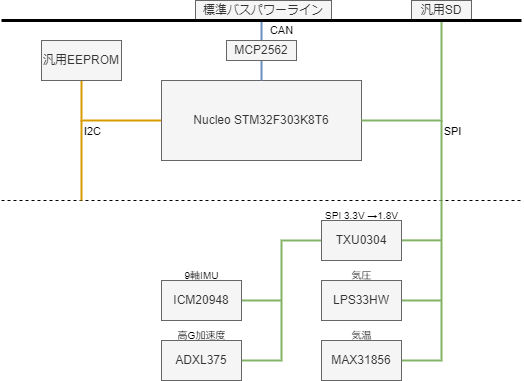 標準バスパワーライン
汎用SD
CAN
MCP2562
汎用EEPROM
Nucleo STM32F303K8T6
I2C
SPI
SPI 3.3V →1.8V
TXU0304
9軸IMU
気圧
ICM20948
LPS33HW
高G加速度
気温
ADXL375
MAX31856